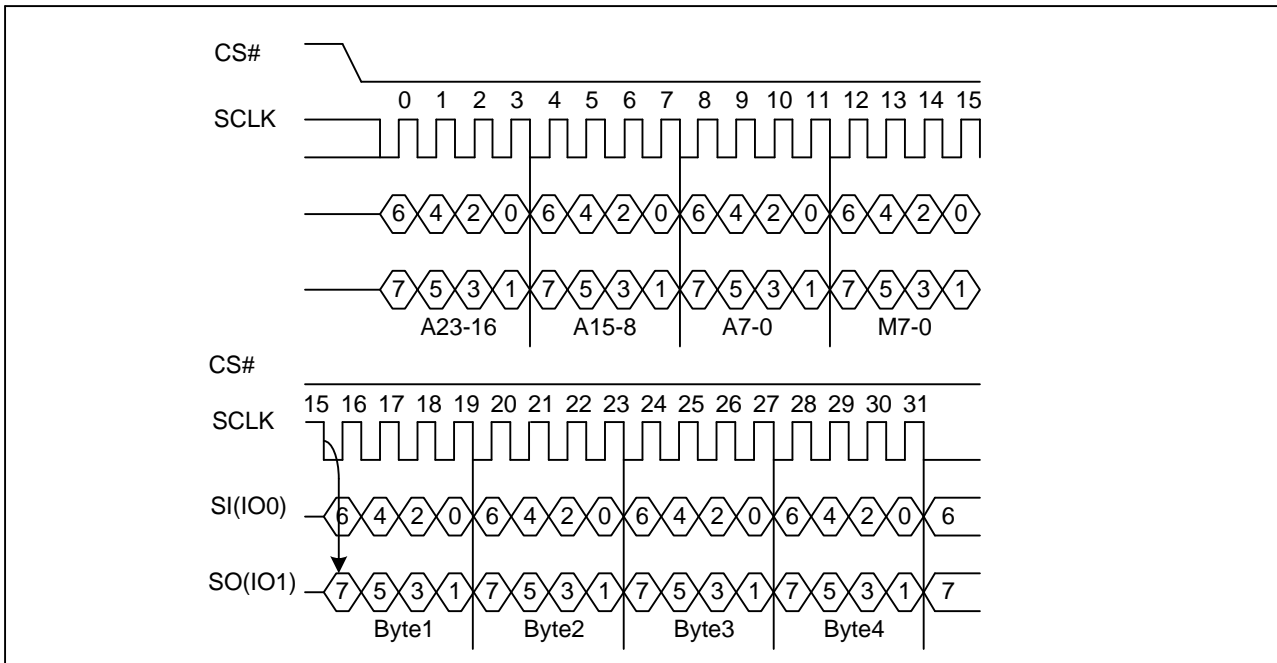 CS#
0 1 2 3 4 5 6 7 8 9 10 11 12 13 14 15
SCLK
6 4 2 0 6 4 2 0 6 4 2 0 6 4 2 0
7 5 3 1 7 5 3 1 7 5 3 1 7 5 3 1
A23-16 A15-8 A7-0 M7-0
CS#
15 16 17 18 19 20 21 22 23 24 25 26 27 28 29 30 31
SCLK
SI(IO0) 6 4 2 0 6 4 2 0 6 4 2 0 6 4 2 0 6
SO(IO1) 7 5 3 1 7 5 3 1 7 5 3 1 7 5 3 1 7
Byte1 Byte2 Byte3 Byte4